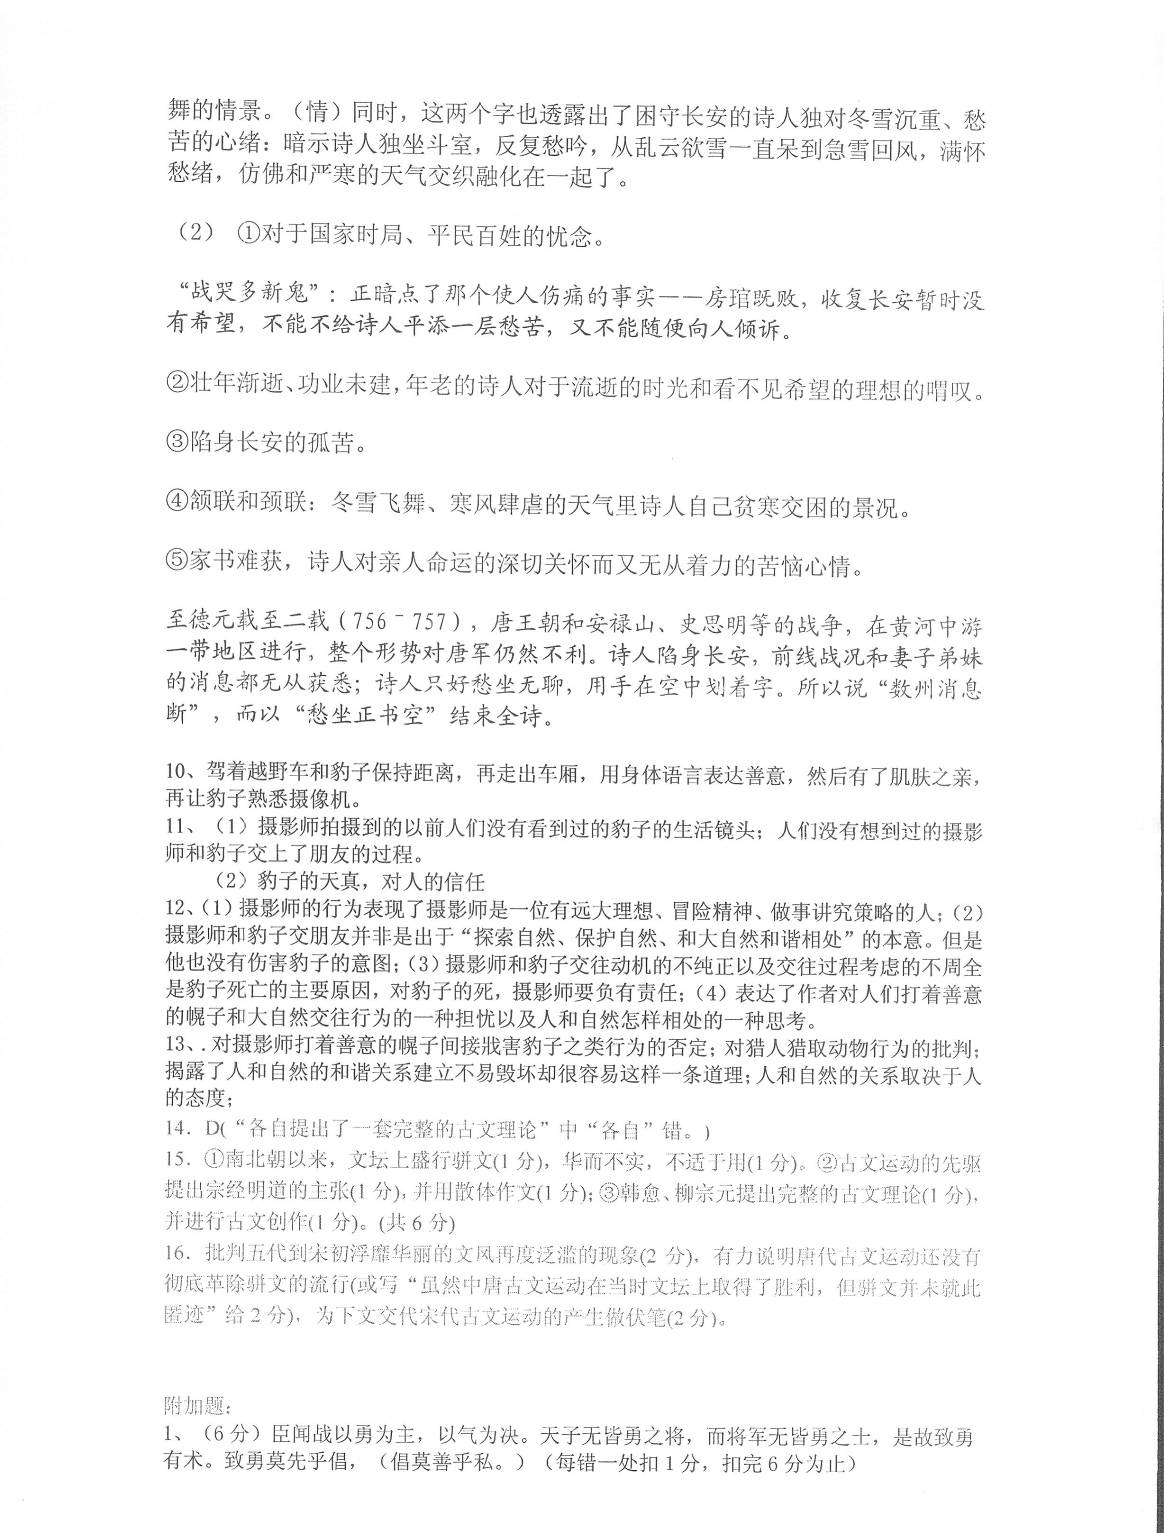 舞的情景。（情）同时，这两个字也透露出了困守长安的诗人独对冬雪沉重、愁
苦的心绪：暗示诗人独坐斗室，反复愁吟，从乱云欲雪一直呆到急雪回风，满怀
愁绪，仿佛和严寒的天气交织融化在一起了。
（2） ①对于国家时局、平民百姓的忧念。
“战哭多新鬼”：正暗点了那个使人伤痛的事实——房琯既败，收复长安暂时没
有希望，不能不给诗人平添一层愁苦，又不能随便向人倾诉。
②壮年渐逝、功业未建，年老的诗人对于流逝的时光和看不见希望的理想的喟叹。
③陷身长安的孤苦。
④颔联和颈联：冬雪飞舞、寒风肆虐的天气里诗人自己贫寒交困的景况。
⑤家书难获，诗人对亲人命运的深切关怀而又无从着力的苦恼心情。
至德元载至二载（756‾757），唐王朝和安禄山、史思明等的战争，在黄河中游
一带地区进行，整个形势对唐军仍然不利。诗人陷身长安，前线战况和妻子弟妹
的消息都无从获悉；诗人只好愁坐无聊，用手在空中划着字。所以说“数州消息
断”，而以“愁坐正书空”结束全诗。
10、驾着越野车和豹子保持距离，再走出车厢，用身体语言表达善意，然后有了肌肤之亲，
再让豹子熟悉摄像机。
11、（1）摄影师拍摄到的以前人们没有看到过的豹子的生活镜头；人们没有想到过的摄影
师和豹子交上了朋友的过程。
（2）豹子的天真，对人的信任
12、（1）摄影师的行为表现了摄影师是一位有远大理想、冒险精神、做事讲究策略的人；（2）
摄影师和豹子交朋友并非是出于“探索自然、保护自然、和大自然和谐相处”的本意。但是
他也没有伤害豹子的意图；（3）摄影师和豹子交往动机的不纯正以及交往过程考虑的不周全
是豹子死亡的主要原因，对豹子的死，摄影师要负有责任；（4）表达了作者对人们打着善意
的幌子和大自然交往行为的一种担忧以及人和自然怎样相处的一种思考。
13、.对摄影师打着善意的幌子间接戕害豹子之类行为的否定；对猎人猎取动物行为的批判；
揭露了人和自然的和谐关系建立不易毁坏却很容易这样一条道理；人和自然的关系取决于人
的态度；
14．D(“各自提出了一套完整的古文理论”中“各自”错。)
15．①南北朝以来，文坛上盛行骈文(1 分)，华而不实，不适于用(1 分)。②古文运动的先驱
提出宗经明道的主张(1 分)，并用散体作文(1 分)；③韩愈、柳宗元提出完整的古文理论(1 分)，
并进行古文创作(1 分)。(共 6 分)
16．批判五代到宋初浮靡华丽的文风再度泛滥的现象(2 分)，有力说明唐代古文运动还没有
彻底革除骈文的流行(或写“虽然中唐古文运动在当时文坛上取得了胜利，但骈文并未就此
匿迹”给 2 分)，为下文交代宋代古文运动的产生做伏笔(2 分)。
附加题：
1、（6 分）臣闻战以勇为主，以气为决。天子无皆勇之将，而将军无皆勇之士，是故致勇
有术。致勇莫先乎倡，（倡莫善乎私。）（每错一处扣 1 分，扣完 6 分为止）